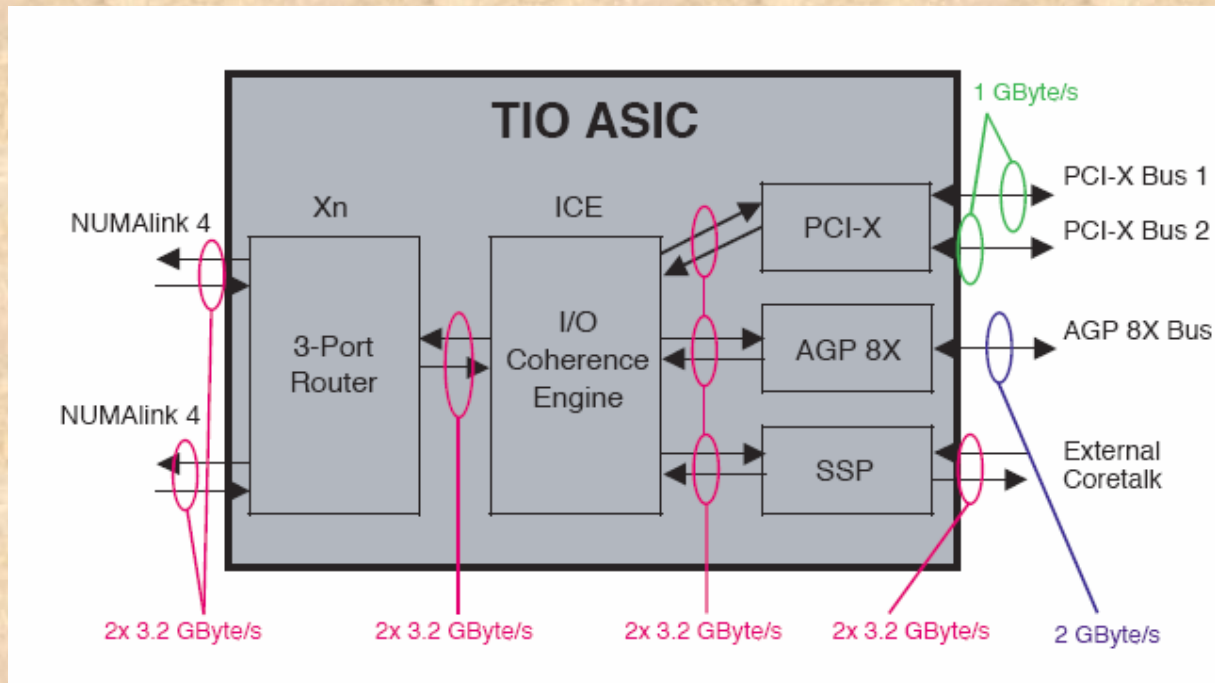 TIO ASIC
1 GByte/s
Xn
ICE
NUMAlink 4
NUMAlink 4
3-Port
Router
I/O
Coherence
Engine
PCI-X
AGP 8X
SSP
PCI-X Bus 1
PCI-X Bus 2
AGP 8X Bus
External
Coretalk
2x 3.2 GByte/s
2x 3.2 GByte/s
2x 3.2 GByte/s
2x 3.2 GByte/s
2 GByte/s